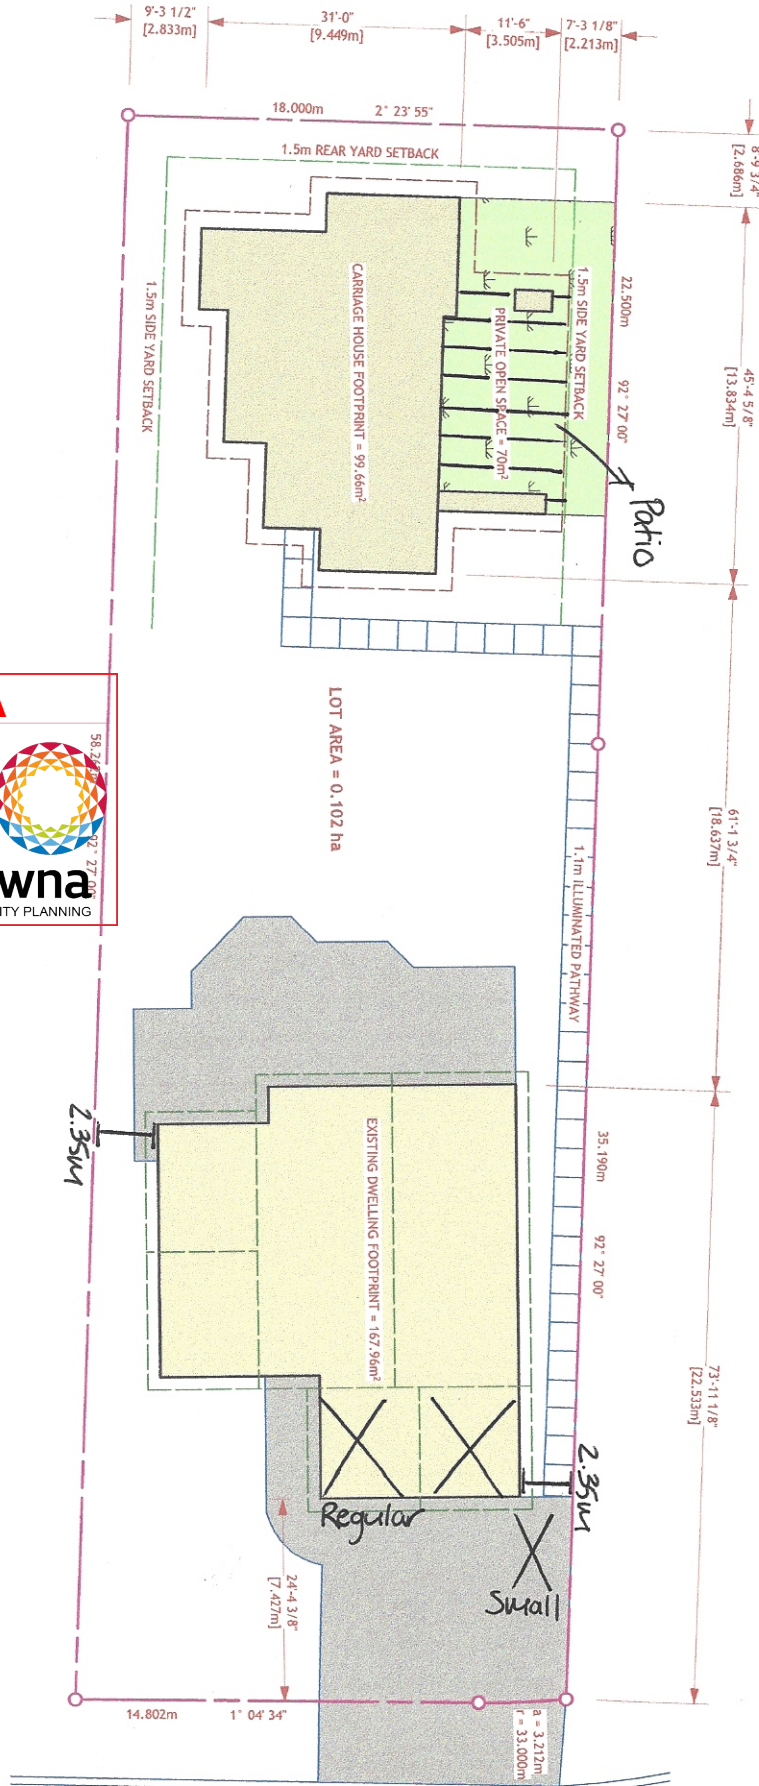 9'-3 1/2"
[2.833m]
31'-0"
[9.449m]
11'-6"
[3.505m]
7'-3 1/8"
[2.213m]
18.000m 2° 23' 55"
8'-9 3/4"
[2.686m]
1.5m REAR YARD SETBACK
1.5m SIDE YARD SETBACK
CARRIAGE HOUSE FOOTPRINT = 99.66m²
PRIVATE OPEN SPACE = 70m²
1.5m SIDE YARD SETBACK
22.500m 92° 27' 00"
45'-4 5/8"
[13.834m]
Patio
LOT AREA = 0.102 ha
wna
ITY PLANNING
92° 27' 00"
1.1m ILLUMINATED PATHWAY
61'-1 3/4"
[18.637m]
2.35m
EXISTING DWELLING FOOTPRINT = 167.96m²
35.190m 92° 27' 00"
73'-11 1/8"
[22.533m]
2.35m
Regular
Small
24'-4 3/8"
[7.427m]
14.802m 1° 04' 34"
a = 3.212m
r = 33.000m